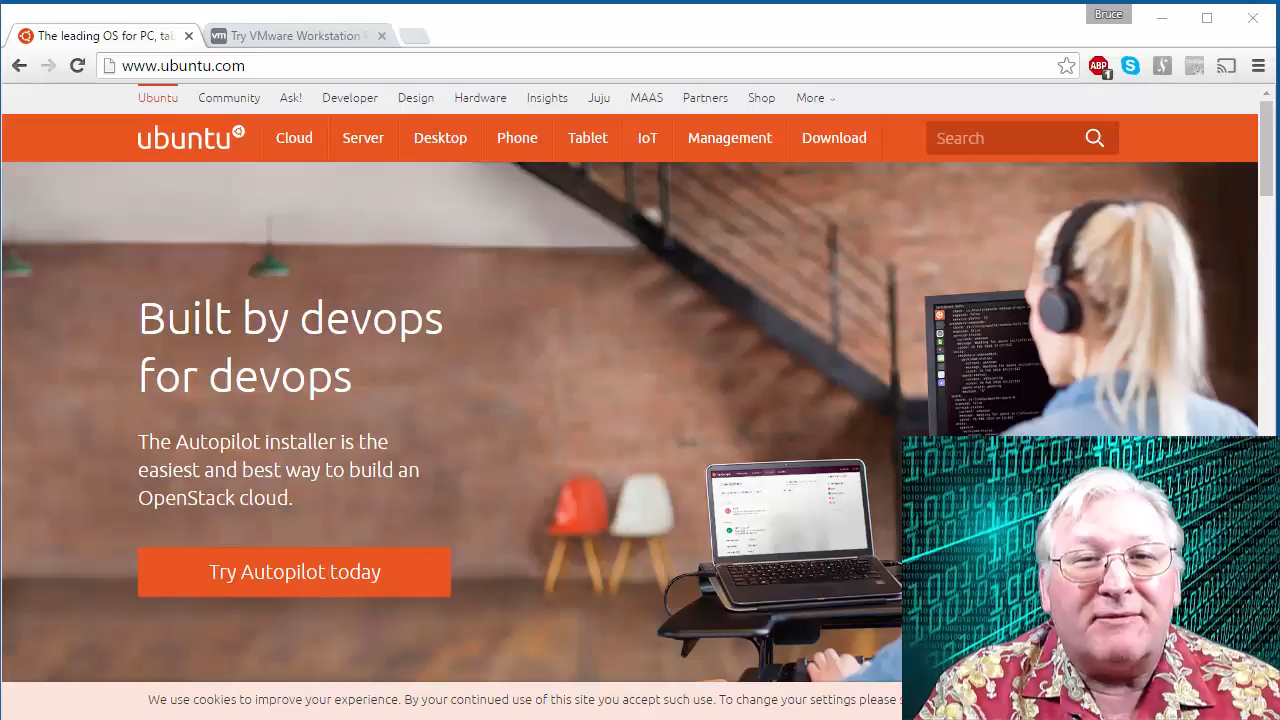 Bruce
The leading OS for PC, tab
Try VMware Workstation P
www.ubuntu.com
ABP
1
Ubuntu Community Ask! Developer Design Hardware Insights Juju MAAS Partners Shop More
ubuntu Cloud Server Desktop Phone Tablet IoT Management Download Search
Built by devops
for devops
The Autopilot installer is the
easiest and best way to build an
OpenStack cloud.
Try Autopilot today
We use cookies to improve your experience. By your continued use of this site you accept such use. To change your settings please